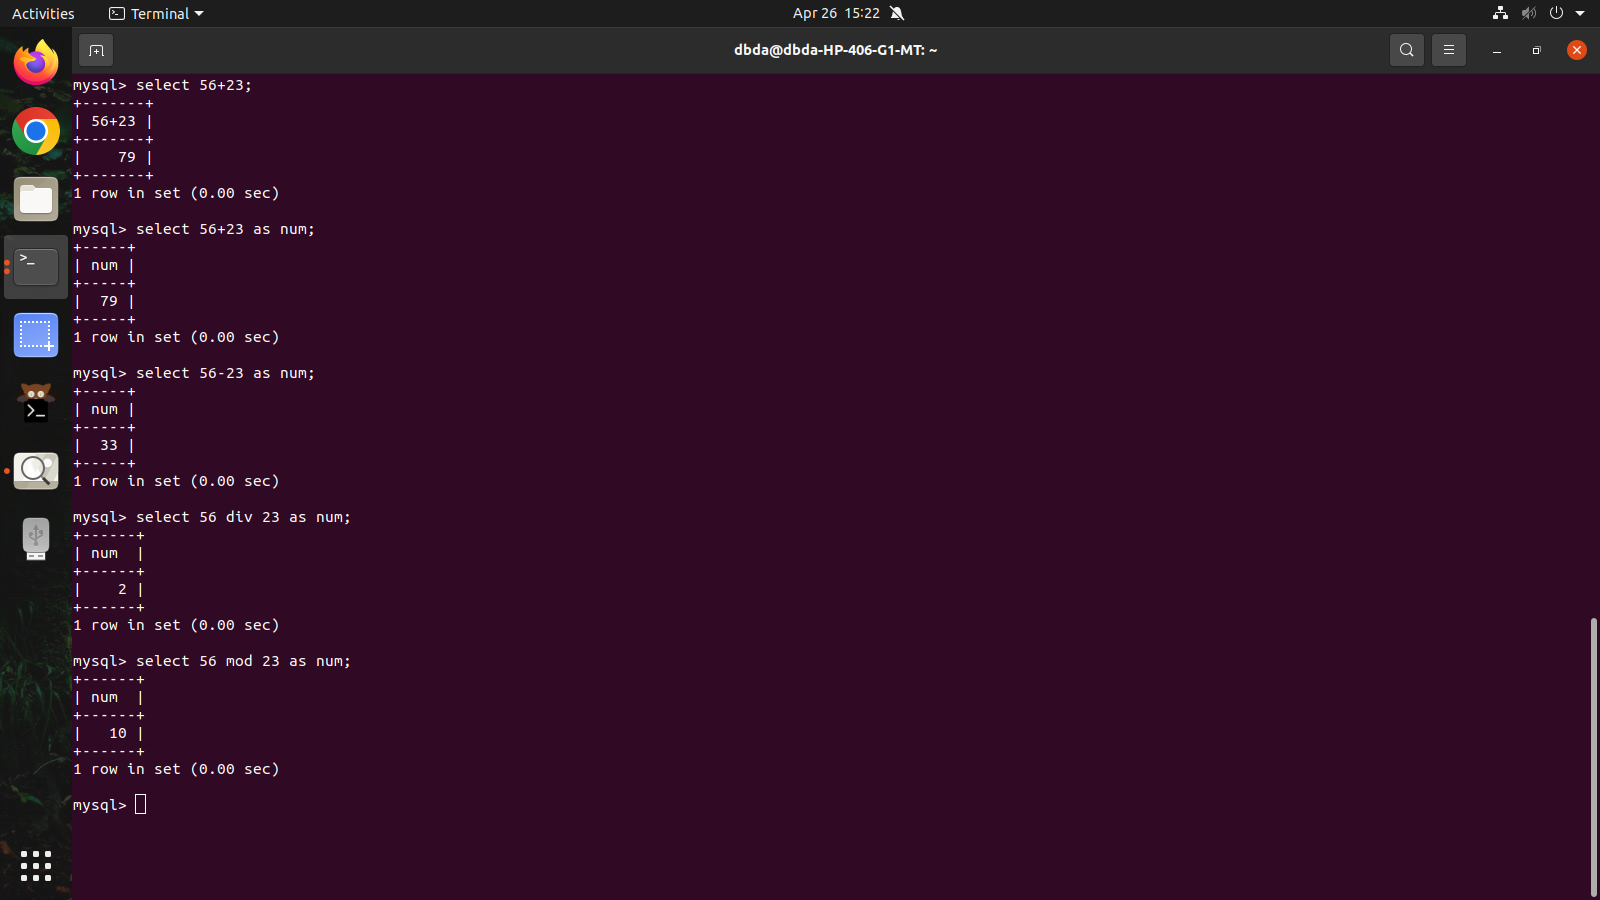 Activities
Terminal
Apr 26 15:22
dbda@dbda-HP-406-G1-MT: ~
mysql> select 56+23;
+-------+
| 56+23 |
+-------+
|    79 |
+-------+
1 row in set (0.00 sec)
mysql> select 56+23 as num;
+-----+
| num |
+-----+
|  79 |
+-----+
1 row in set (0.00 sec)
mysql> select 56-23 as num;
+-----+
| num |
+-----+
|  33 |
+-----+
1 row in set (0.00 sec)
mysql> select 56 div 23 as num;
+------+
| num  |
+------+
|    2 |
+------+
1 row in set (0.00 sec)
mysql> select 56 mod 23 as num;
+------+
| num  |
+------+
|   10 |
+------+
1 row in set (0.00 sec)
mysql>